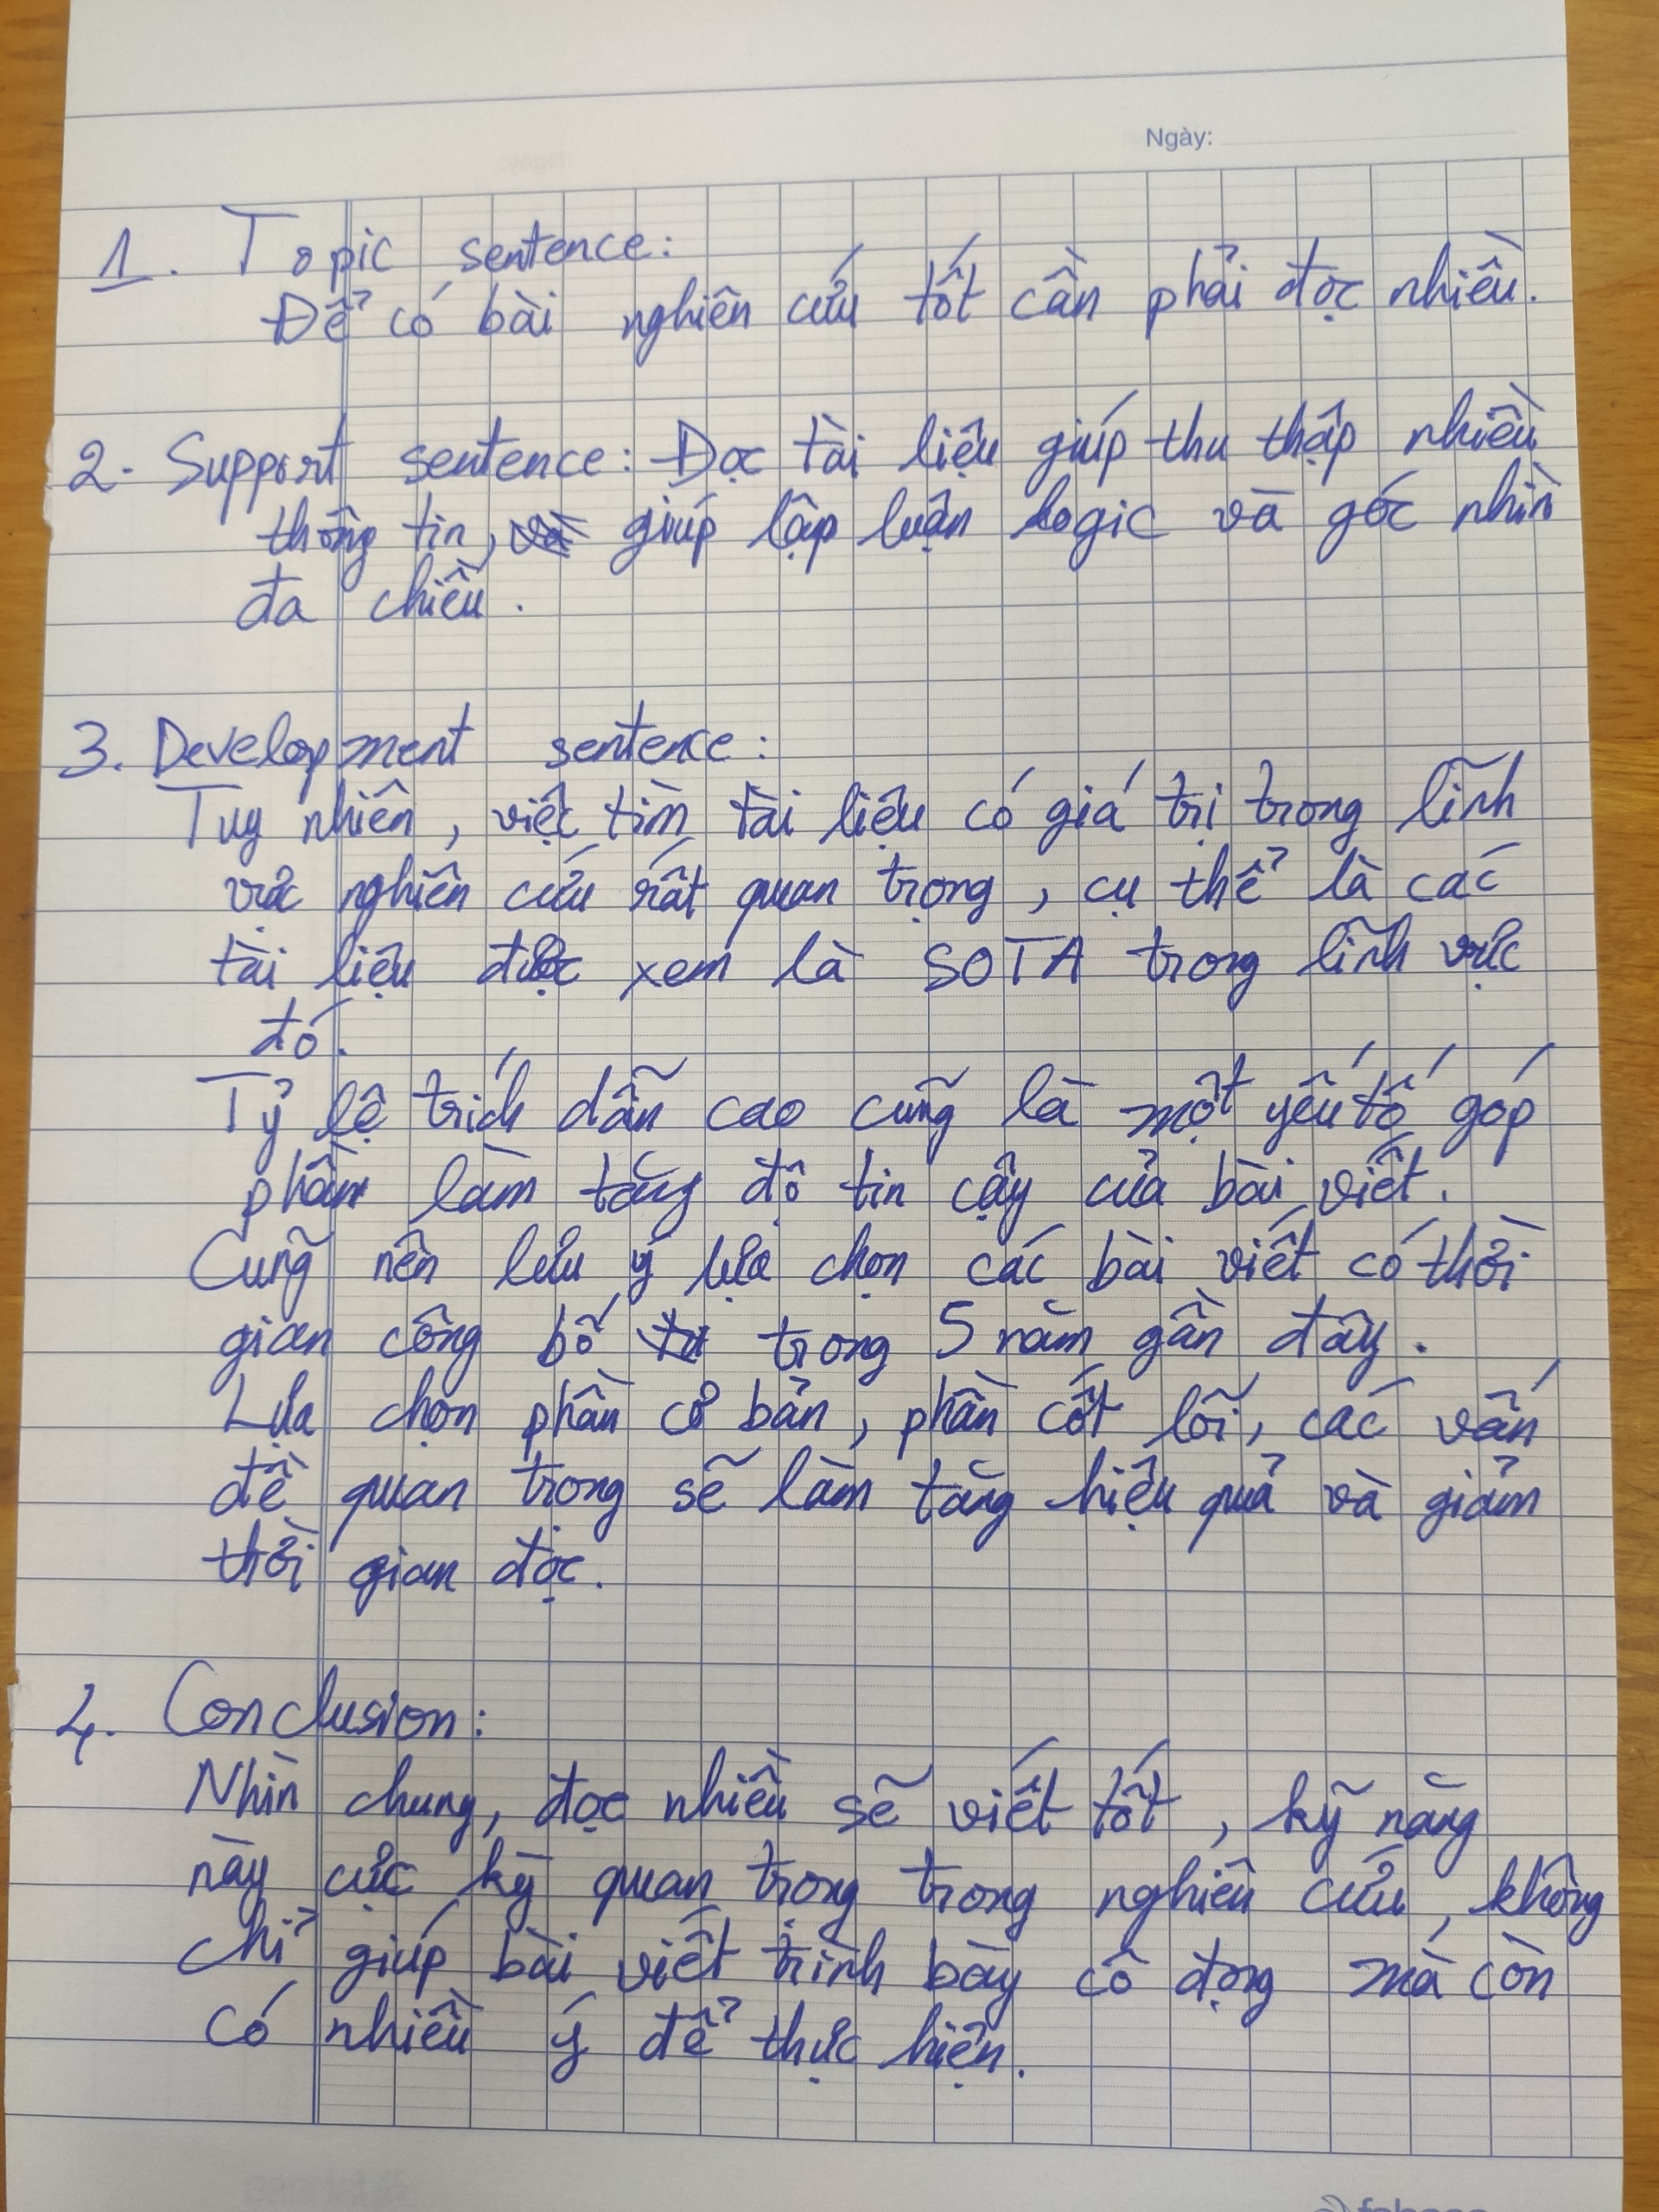 Ngày:
1. Topic sentence:
Để có bài nghiên cứu tốt cần phải đọc nhiều.
2. Support sentence: Đọc tài liệu giúp thu thập nhiều
thông tin, giúp lập luận logic và góc nhìn
đa chiều.
3. Development sentence:
Tuy nhiên, việc tìm tài liệu có giá trị trong lĩnh
vực nghiên cứu rất quan trọng, cụ thể là các
tài liệu được xem là SOTA trong lĩnh vực
đó.
Tỷ lệ trích dẫn cao cũng là một yếu tố góp
phần làm tăng độ tin cậy của bài viết.
Cũng nên lưu ý lựa chọn các bài viết có thời
gian công bố trong 5 năm gần đây.
Lựa chọn phần cơ bản, phần cốt lõi, các vấn
đề quan trọng sẽ làm tăng hiệu quả và giảm
thời gian đọc.
4. Conclusion:
Nhìn chung, đọc nhiều sẽ viết tốt, kỹ năng
này cực kỳ quan trọng trong nghiên cứu, không
chỉ giúp bài viết trình bày cô đọng mà còn
có nhiều ý để thực hiện.